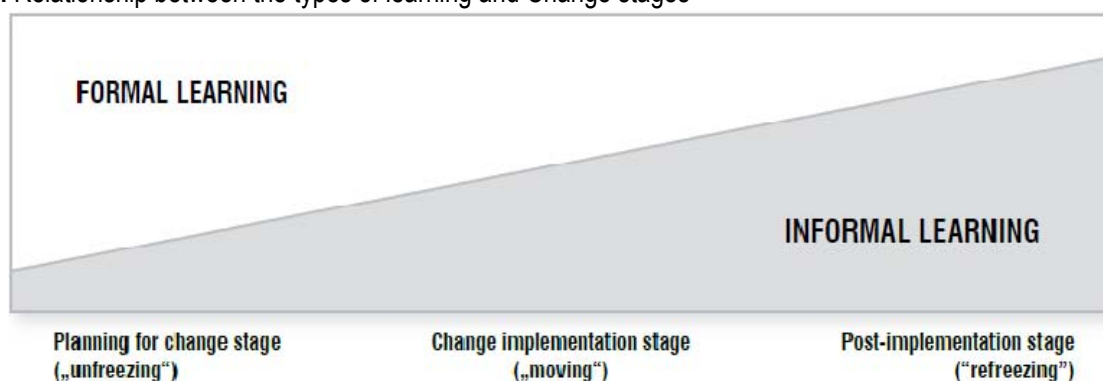 Relationship between the types of learning and Change stages
FORMAL LEARNING
INFORMAL LEARNING
Planning for change stage
(„unfreezing“)
Change implementation stage
(„moving“)
Post-implementation stage
(“refreezing”)